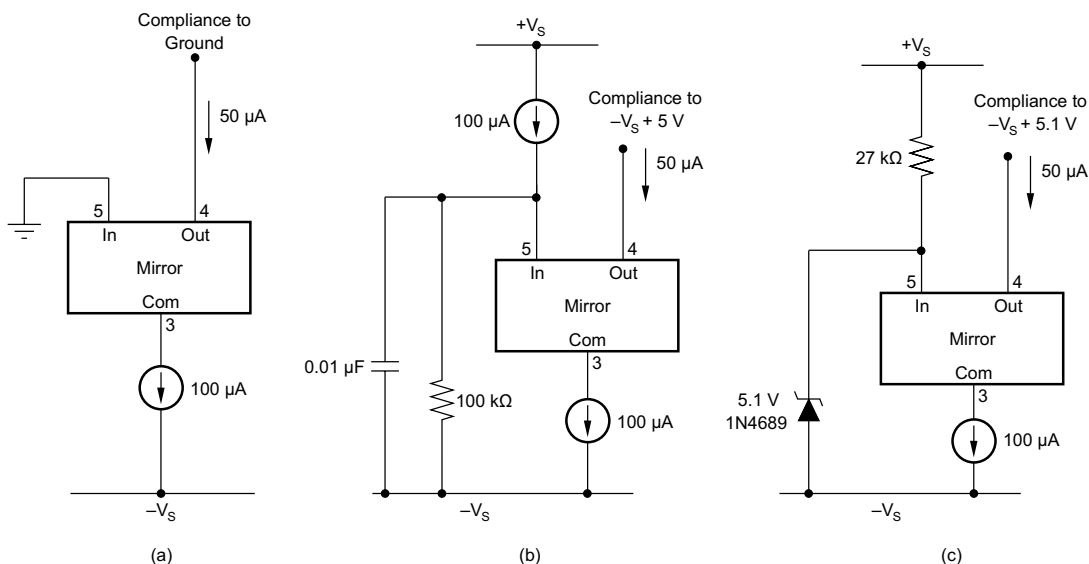 Compliance to
Ground
50 µA
5
4
In
Out
Mirror
Com
3
100 µA
–VS
(a)
+VS
100 µA
Compliance to
–VS + 5 V
50 µA
5
4
In
Out
Mirror
Com
3
0.01 µF
100 kΩ
100 µA
–VS
(b)
+VS
27 kΩ
Compliance to
–VS + 5.1 V
50 µA
5
4
In
Out
Mirror
Com
3
5.1 V
1N4689
100 µA
–VS
(c)